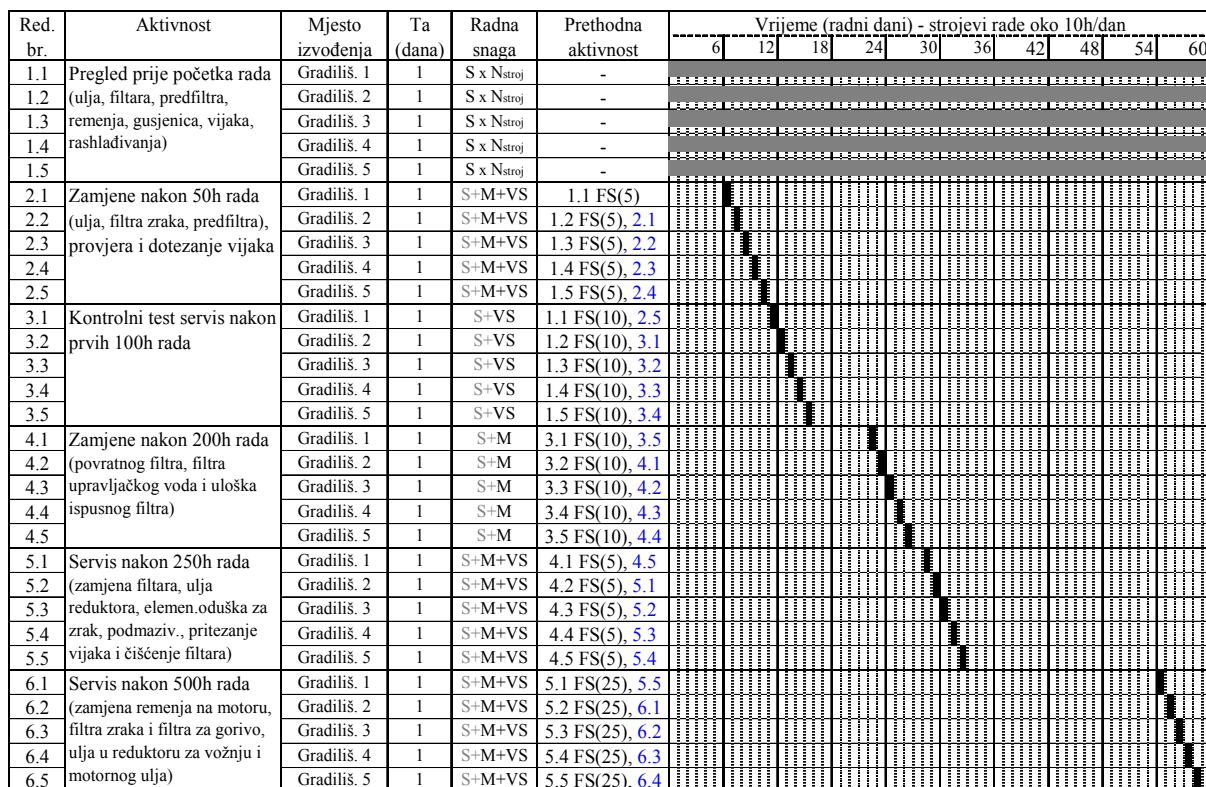 Red. Aktivnost Mjesto Ta Radna Prethodna Vrijeme (radni dani) - strojevi rade oko 10h/dan
br. izvođenja (dana) snaga aktivnost 6 12 18 24 30 36 42 48 54 60
1.1 Pregled prije početka rada Gradiliš. 1 1 S x Nstroj -
1.2 (ulja, filtara, predfiltra, Gradiliš. 2 1 S x Nstroj -
1.3 remenja, gusjenica, vijaka, Gradiliš. 3 1 S x Nstroj -
1.4 rashlađivanja) Gradiliš. 4 1 S x Nstroj -
1.5 Gradiliš. 5 1 S x Nstroj -
2.1 Zamjene nakon 50h rada Gradiliš. 1 1 S+M+VS 1.1 FS(5)
2.2 (ulja, filtra zraka, predfiltra), Gradiliš. 2 1 S+M+VS 1.2 FS(5), 2.1
2.3 provjera i dotezanje vijaka Gradiliš. 3 1 S+M+VS 1.3 FS(5), 2.2
2.4 Gradiliš. 4 1 S+M+VS 1.4 FS(5), 2.3
2.5 Gradiliš. 5 1 S+M+VS 1.5 FS(5), 2.4
3.1 Kontrolni test servis nakon Gradiliš. 1 1 S+VS 1.1 FS(10), 2.5
3.2 prvih 100h rada Gradiliš. 2 1 S+VS 1.2 FS(10), 3.1
3.3 Gradiliš. 3 1 S+VS 1.3 FS(10), 3.2
3.4 Gradiliš. 4 1 S+VS 1.4 FS(10), 3.3
3.5 Gradiliš. 5 1 S+VS 1.5 FS(10), 3.4
4.1 Zamjene nakon 200h rada Gradiliš. 1 1 S+M 3.1 FS(10), 3.5
4.2 (povratnog filtra, filtra Gradiliš. 2 1 S+M 3.2 FS(10), 4.1
4.3 upravljačkog voda i uloška Gradiliš. 3 1 S+M 3.3 FS(10), 4.2
4.4 ispusnog filtra) Gradiliš. 4 1 S+M 3.4 FS(10), 4.3
4.5 Gradiliš. 5 1 S+M 3.5 FS(10), 4.4
5.1 Servis nakon 250h rada Gradiliš. 1 1 S+M+VS 4.1 FS(5), 4.5
5.2 (zamjena filtara, ulja Gradiliš. 2 1 S+M+VS 4.2 FS(5), 5.1
5.3 reduktora, elemen.oduška za Gradiliš. 3 1 S+M+VS 4.3 FS(5), 5.2
5.4 zrak, podmaziv., pritezanje Gradiliš. 4 1 S+M+VS 4.4 FS(5), 5.3
5.5 vijaka i čišćenje filtara) Gradiliš. 5 1 S+M+VS 4.5 FS(5), 5.4
6.1 Servis nakon 500h rada Gradiliš. 1 1 S+M+VS 5.1 FS(25), 5.5
6.2 (zamjena remenja na motoru, Gradiliš. 2 1 S+M+VS 5.2 FS(25), 6.1
6.3 filtra zraka i filtra za gorivo, Gradiliš. 3 1 S+M+VS 5.3 FS(25), 6.2
6.4 ulja u reduktoru za vožnju i Gradiliš. 4 1 S+M+VS 5.4 FS(25), 6.3
6.5 motornog ulja) Gradiliš. 5 1 S+M+VS 5.5 FS(25), 6.4